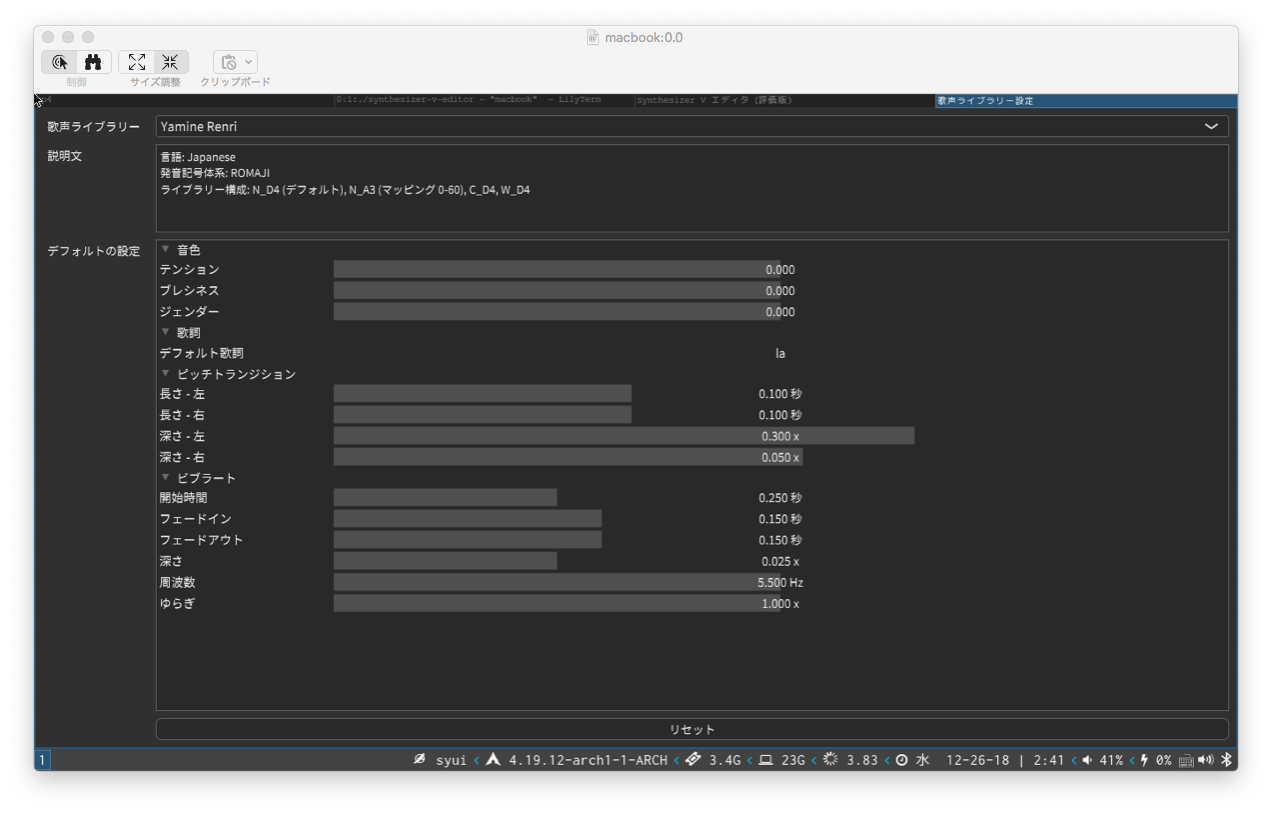 macbook:0.0
制御
サイズ調整
クリップボード
0:1:./synthesizer-v-editor - "macbook" - LilyTerm
Synthesizer V エディタ (評価版)
歌声ライブラリー設定
歌声ライブラリー
Yamine Renri
説明文
言語: Japanese
発音記号体系: ROMAJI
ライブラリー構成: N_D4 (デフォルト), N_A3 (マッピング 0-60), C_D4, W_D4
デフォルトの設定
▼ 音色
テンション 0.000
ブレシネス 0.000
ジェンダー 0.000
▼ 歌詞
デフォルト歌詞 la
▼ ピッチトランジション
長さ - 左 0.100 秒
長さ - 右 0.100 秒
深さ - 左 0.300 x
深さ - 右 0.050 x
▼ ビブラート
開始時間 0.250 秒
フェードイン 0.150 秒
フェードアウト 0.150 秒
深さ 0.025 x
周波数 5.500 Hz
ゆらぎ 1.000 x
リセット
1
syui < 4.19.12-arch1-1-ARCH < 3.4G < 23G < 3.83 < 水 12-26-18 | 2:41 < 41% < 0%